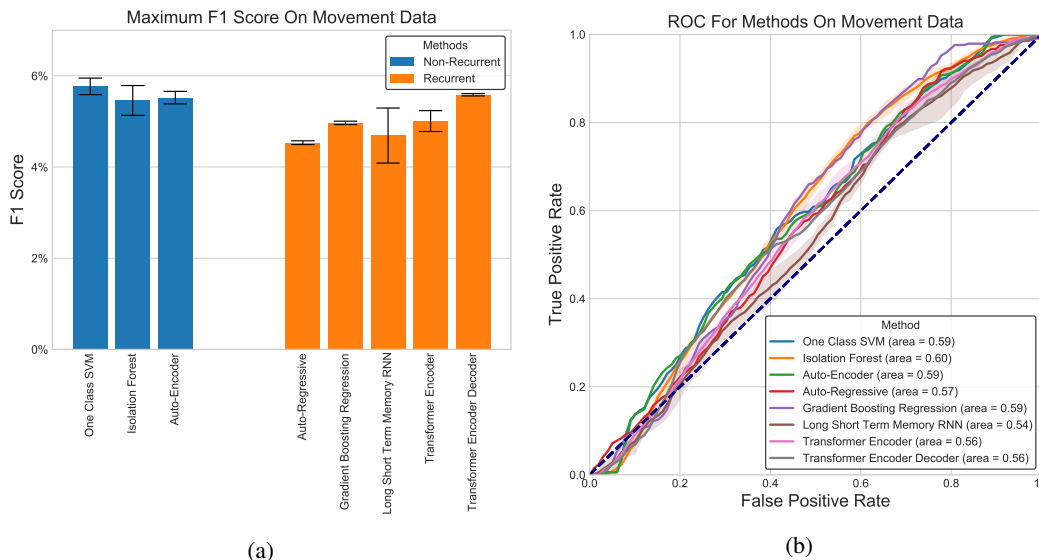 Maximum F1 Score On Movement Data
Methods
Non-Recurrent
Recurrent
6%
4%
2%
0%
F1 Score
One Class SVM
Isolation Forest
Auto-Encoder
Auto-Regressive
Gradient Boosting Regression
Long Short Term Memory RNN
Transformer Encoder
Transformer Encoder Decoder
(a)
ROC For Methods On Movement Data
1.0
0.8
0.6
0.4
0.2
0.0
True Positive Rate
Method
One Class SVM (area = 0.59)
Isolation Forest (area = 0.60)
Auto-Encoder (area = 0.59)
Auto-Regressive (area = 0.57)
Gradient Boosting Regression (area = 0.59)
Long Short Term Memory RNN (area = 0.54)
Transformer Encoder (area = 0.56)
Transformer Encoder Decoder (area = 0.56)
0.0 0.2 0.4 0.6 0.8
False Positive Rate
(b)